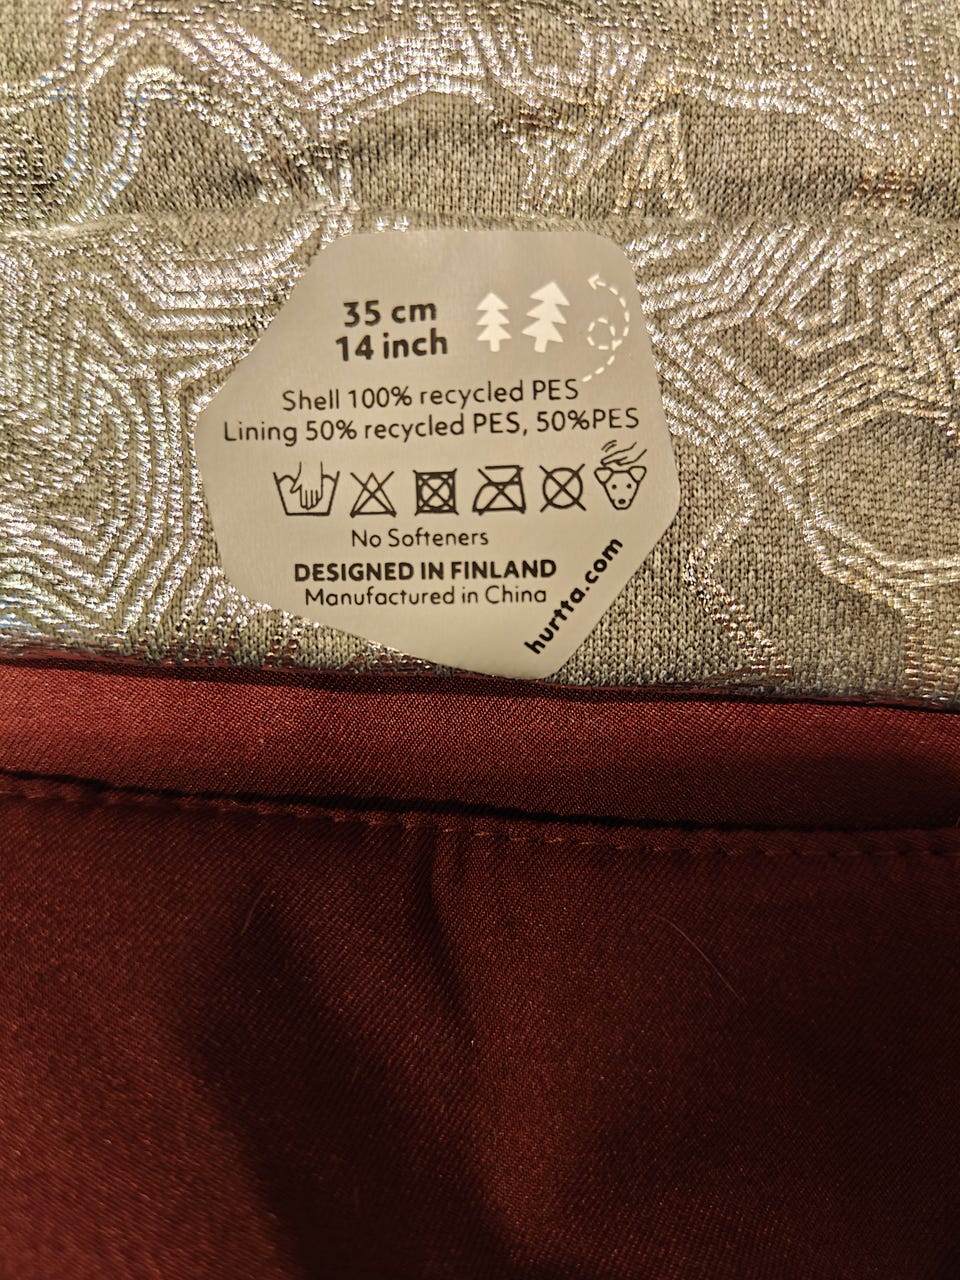 35 cm
14 inch
Shell 100% recycled PES
Lining 50% recycled PES, 50%PES
No Softeners
DESIGNED IN FINLAND
Manufactured in China
hurtta.com